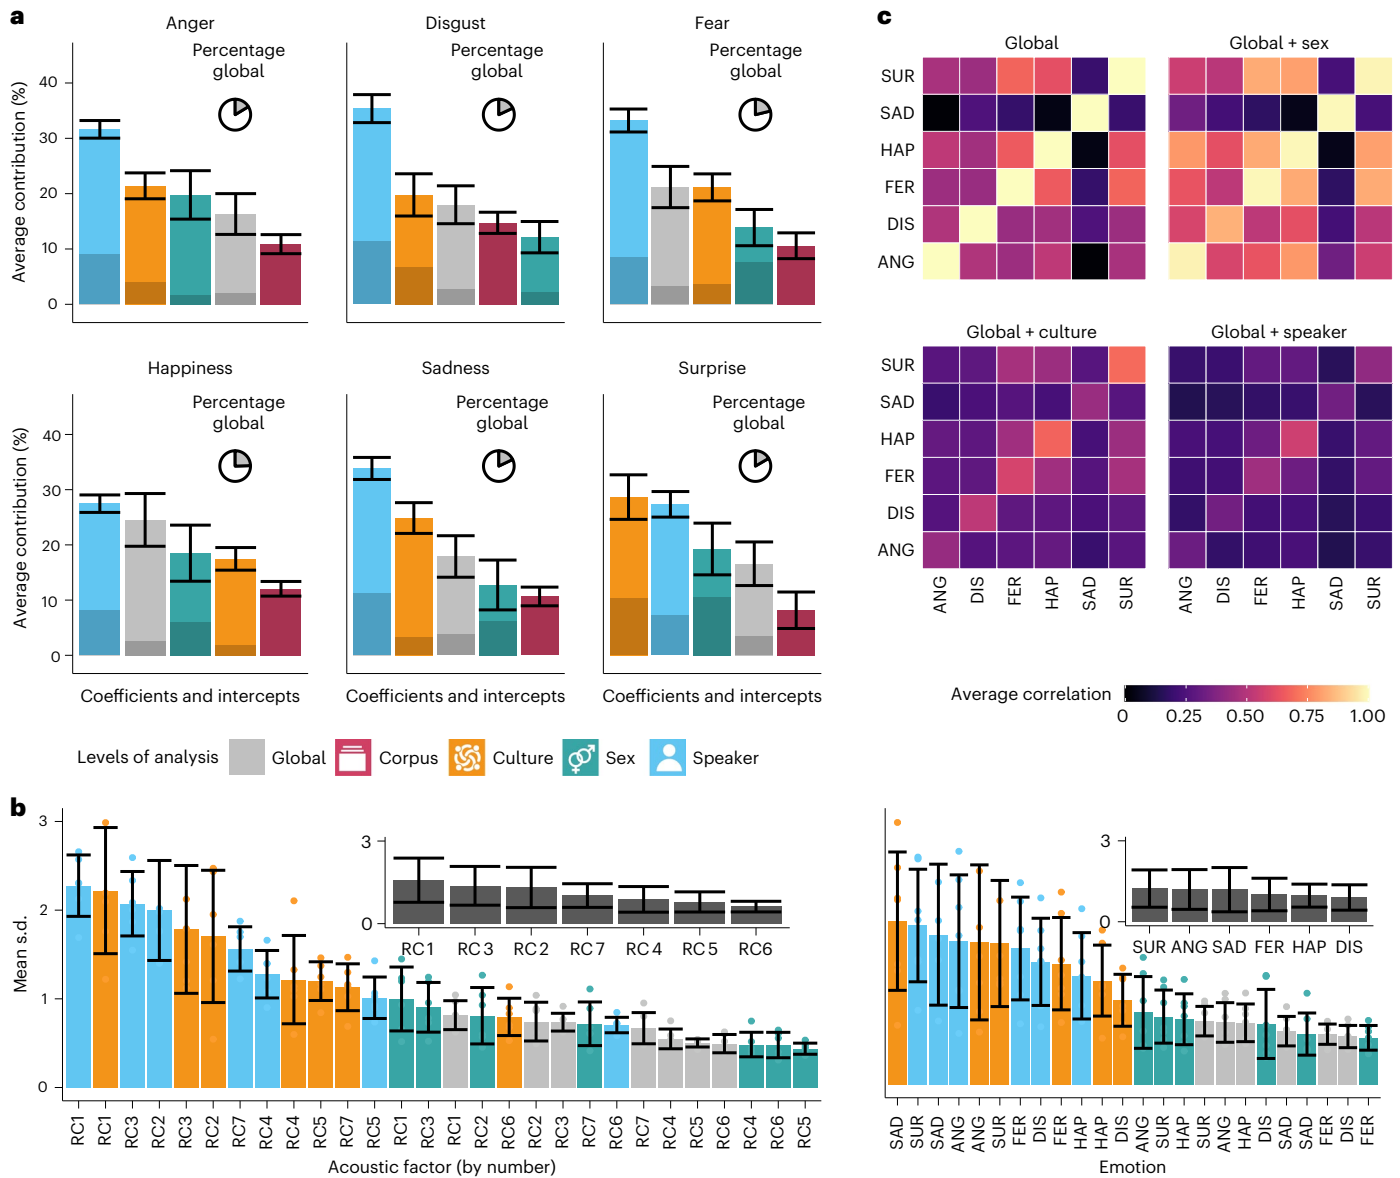 a
Anger
Disgust
Fear
Percentage
global
Percentage
global
Percentage
global
Average contribution (%)
40
30
20
10
0
Happiness
Sadness
Surprise
Percentage
global
Percentage
global
Percentage
global
Average contribution (%)
40
30
20
10
0
Coefficients and intercepts
Coefficients and intercepts
Coefficients and intercepts
Levels of analysis
Global
Corpus
Culture
Sex
Speaker
c
Global
Global + sex
SUR
SAD
HAP
FER
DIS
ANG
Global + culture
Global + speaker
SUR
SAD
HAP
FER
DIS
ANG
ANG DIS FER HAP SAD SUR
ANG DIS FER HAP SAD SUR
Average correlation
0 0.25 0.50 0.75 1.00
b
Mean s.d.
3
2
1
0
3
0
RC1 RC3 RC2 RC7 RC4 RC5 RC6
RC1 RC1 RC3 RC2 RC3 RC2 RC7 RC4 RC4 RC5 RC7 RC5 RC1 RC3 RC1 RC2 RC6 RC2 RC3 RC7 RC6 RC7 RC4 RC5 RC6 RC4 RC6 RC5
Acoustic factor (by number)
3
0
SUR ANG SAD FER HAP DIS
SAD SUR SAD ANG ANG SUR FER DIS FER HAP HAP DIS ANG SUR HAP SUR ANG HAP DIS SAD SAD FER DIS FER
Emotion